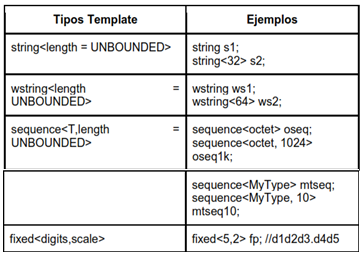 Tipos Template
Ejemplos
string<length = UNBOUNDED>
string s1;
string<32> s2;
wstring<length =
UNBOUNDED>
wstring ws1;
wstring<64> ws2;
sequence<T,length =
UNBOUNDED>
sequence<octet> oseq;
sequence<octet, 1024>
oseq1k;
sequence<MyType> mtseq;
sequence<MyType, 10>
mtseq10;
fixed<digits,scale>
fixed<5,2> fp; //d1d2d3.d4d5